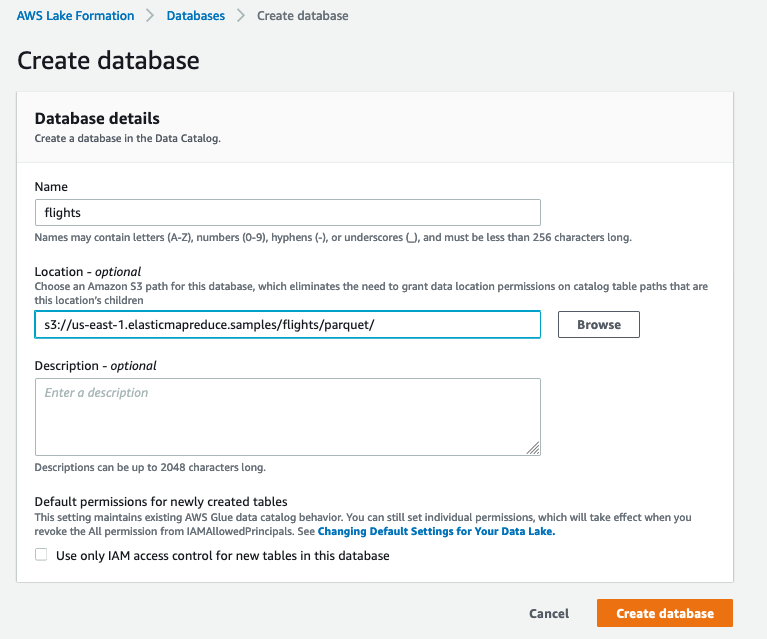 AWS Lake Formation > Databases > Create database
Create database
Database details
Create a database in the Data Catalog.
Name
flights
Names may contain letters (A-Z), numbers (0-9), hyphens (-), or underscores (_), and must be less than 256 characters long.
Location - optional
Choose an Amazon S3 path for this database, which eliminates the need to grant data location permissions on catalog table paths that are
this location's children
s3://us-east-1.elasticmapreduce.samples/flights/parquet/
Browse
Description - optional
Enter a description
Descriptions can be up to 2048 characters long.
Default permissions for newly created tables
This setting maintains existing AWS Glue data catalog behavior. You can still set individual permissions, which will take effect when you
revoke the All permission from IAMAllowedPrincipals. See Changing Default Settings for Your Data Lake.
Use only IAM access control for new tables in this database
Cancel
Create database